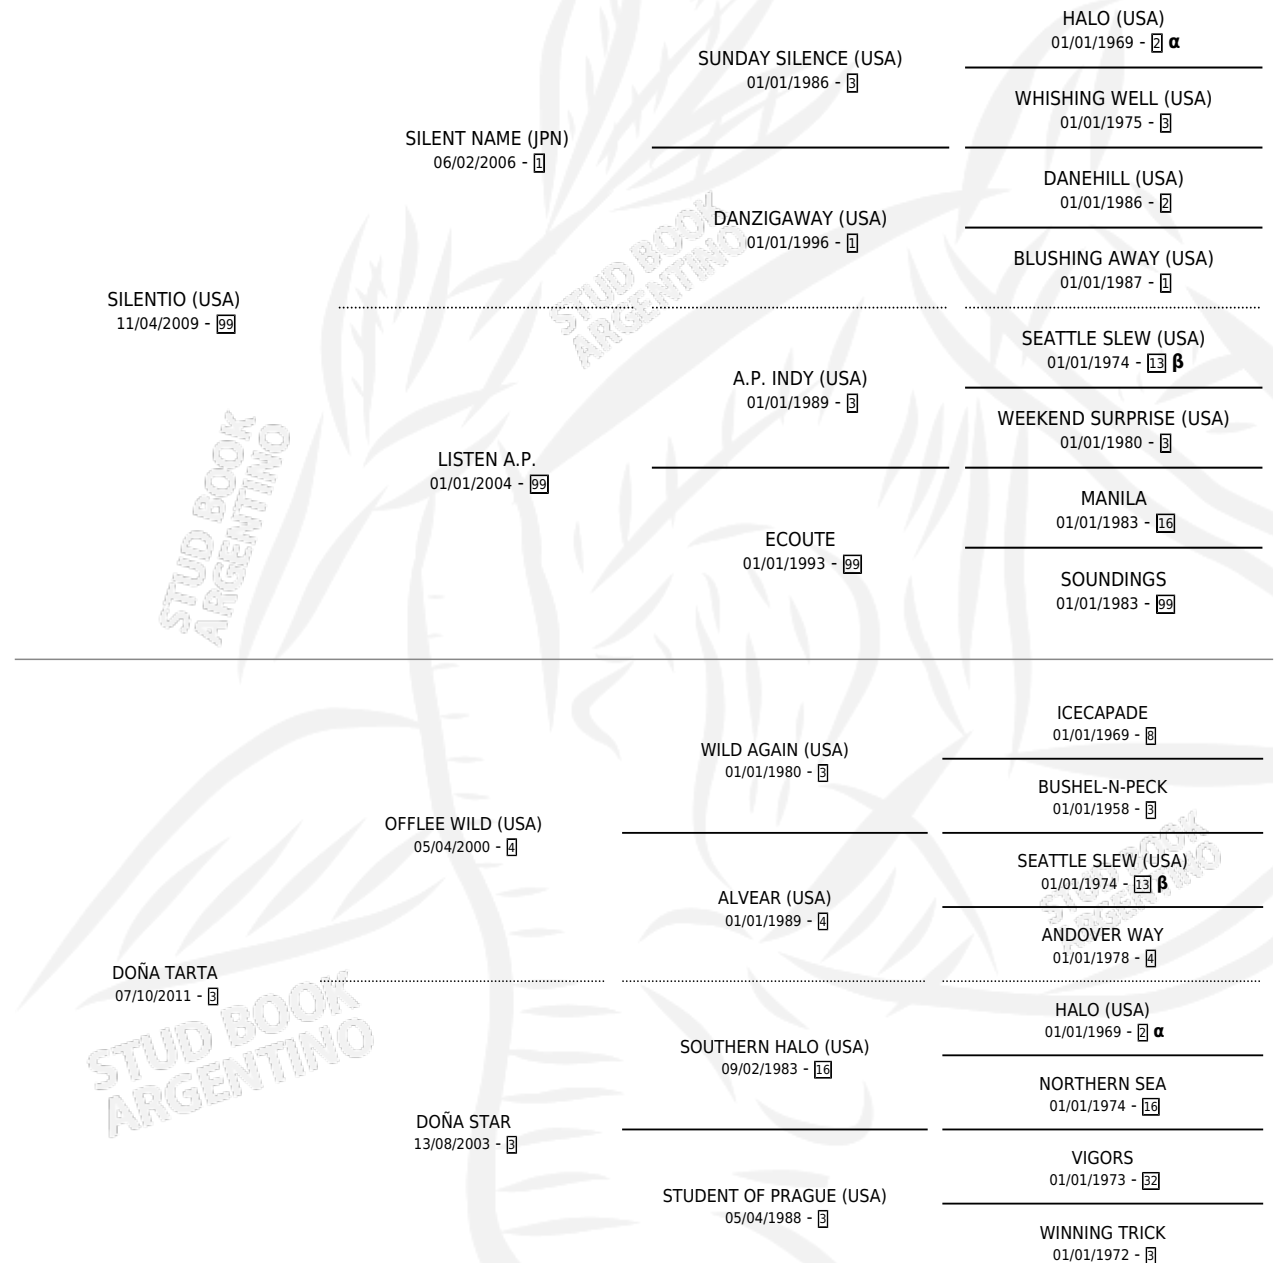 HALO (USA)
01/01/1969 - 2 α
SUNDAY SILENCE (USA)
01/01/1986 - 3
WHISHING WELL (USA)
01/01/1975 - 3
SILENT NAME (JPN)
06/02/2006 - 1
DANEHILL (USA)
01/01/1986 - 2
DANZIGAWAY (USA)
01/01/1996 - 1
BLUSHING AWAY (USA)
01/01/1987 - 1
SILENTIO (USA)
11/04/2009 - 99
SEATTLE SLEW (USA)
01/01/1974 - 13 β
A.P. INDY (USA)
01/01/1989 - 3
WEEKEND SURPRISE (USA)
01/01/1980 - 3
LISTEN A.P.
01/01/2004 - 99
MANILA
01/01/1983 - 16
ECOUTE
01/01/1993 - 99
SOUNDINGS
01/01/1983 - 99
ICECAPADE
01/01/1969 - 8
WILD AGAIN (USA)
01/01/1980 - 3
BUSHEL-N-PECK
01/01/1958 - 3
OFFLEE WILD (USA)
05/04/2000 - 4
SEATTLE SLEW (USA)
01/01/1974 - 13 β
ALVEAR (USA)
01/01/1989 - 4
ANDOVER WAY
01/01/1978 - 4
DOÑA TARTA
07/10/2011 - 3
HALO (USA)
01/01/1969 - 2 α
SOUTHERN HALO (USA)
09/02/1983 - 16
NORTHERN SEA
01/01/1974 - 16
DOÑA STAR
13/08/2003 - 3
VIGORS
01/01/1973 - 32
STUDENT OF PRAGUE (USA)
05/04/1988 - 3
WINNING TRICK
01/01/1972 - 3
STUD BOOK
ARGENTINO
STUD BOOK
ARGENTINO
STUD BOOK
ARGENTINO
STUD BOOK
ARGENTINO